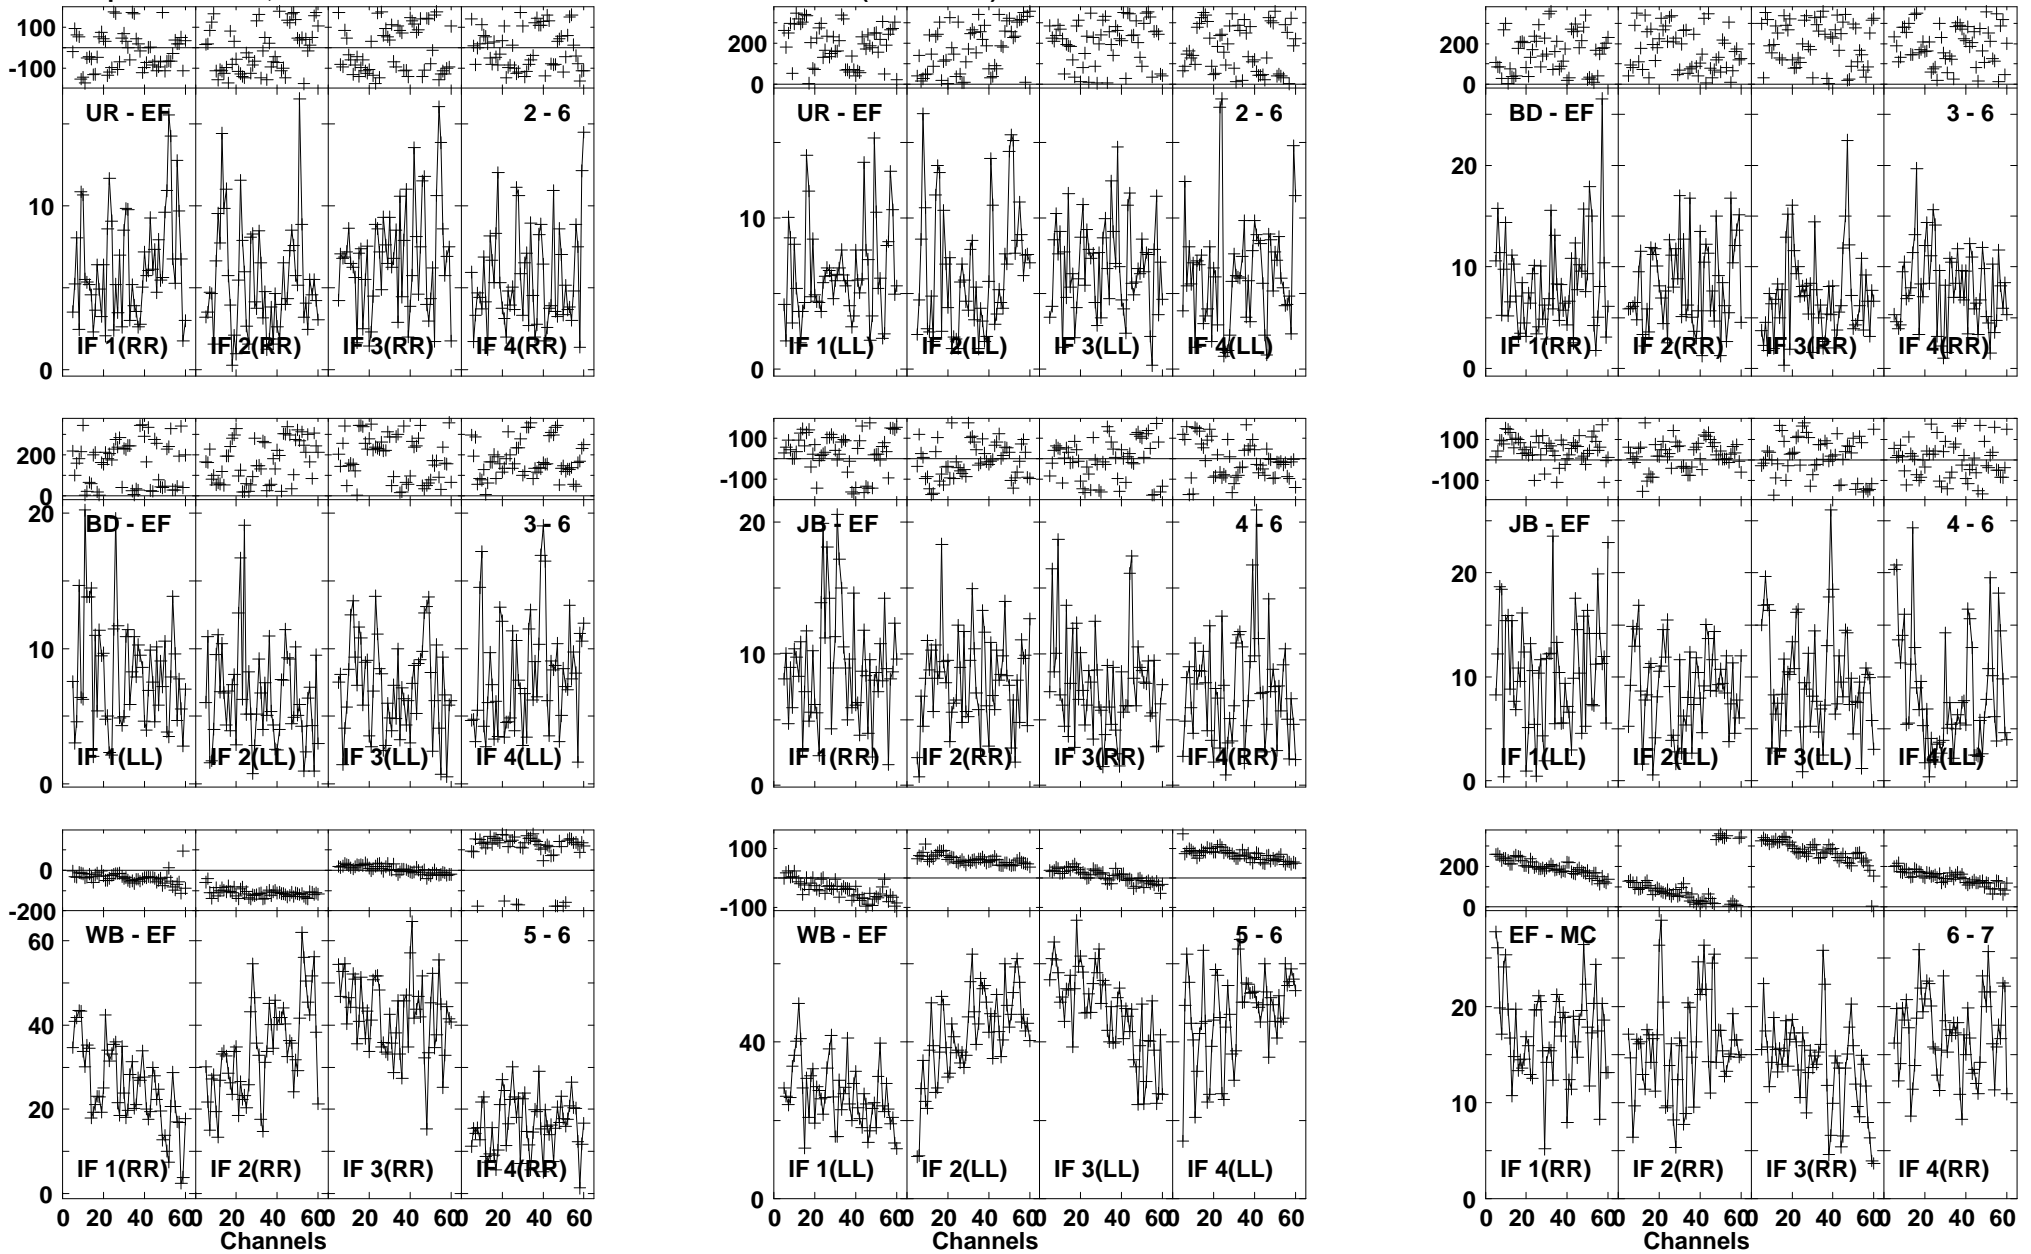 100
-100
UR - EF
2 - 6
10
0
IF 1(RR)
IF 2(RR)
IF 3(RR)
IF 4(RR)
200
0
UR - EF
2 - 6
10
0
IF 1(LL)
IF 2(LL)
IF 3(LL)
IF 4(LL)
200
0
BD - EF
3 - 6
20
10
0
IF 1(RR)
IF 2(RR)
IF 3(RR)
IF 4(RR)
200
0
BD - EF
3 - 6
20
10
0
IF 1(LL)
IF 2(LL)
IF 3(LL)
IF 4(LL)
100
-100
JB - EF
4 - 6
20
10
0
IF 1(RR)
IF 2(RR)
IF 3(RR)
IF 4(RR)
100
-100
JB - EF
4 - 6
20
10
0
IF 1(LL)
IF 2(LL)
IF 3(LL)
IF 4(LL)
0
-200
WB - EF
5 - 6
60
40
20
0
IF 1(RR)
IF 2(RR)
IF 3(RR)
IF 4(RR)
0 20 40 60 0 20 40 60 0 20 40 60 0 20 40 60
Channels
100
-100
WB - EF
5 - 6
40
0
IF 1(LL)
IF 2(LL)
IF 3(LL)
IF 4(LL)
0 20 40 60 0 20 40 60 0 20 40 60 0 20 40 60
Channels
200
0
EF - MC
6 - 7
20
10
0
IF 1(RR)
IF 2(RR)
IF 3(RR)
IF 4(RR)
0 20 40 60 0 20 40 60 0 20 40 60 0 20 40 60
Channels